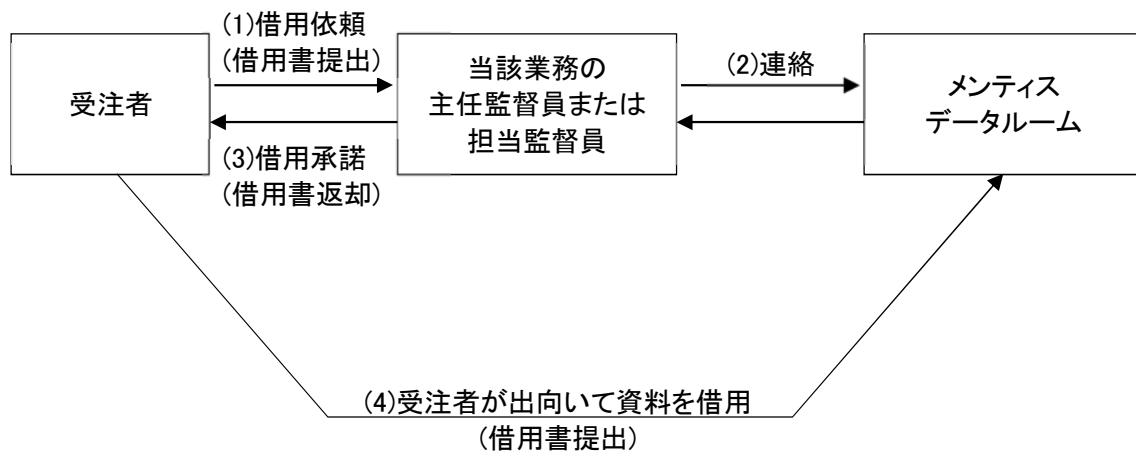 (1)借用依頼
(借用書提出)
受注者
当該業務の
主任監督員または
担当監督員
(2)連絡
メンティス
データルーム
(3)借用承諾
(借用書返却)
(4)受注者が出向いて資料を借用
(借用書提出)